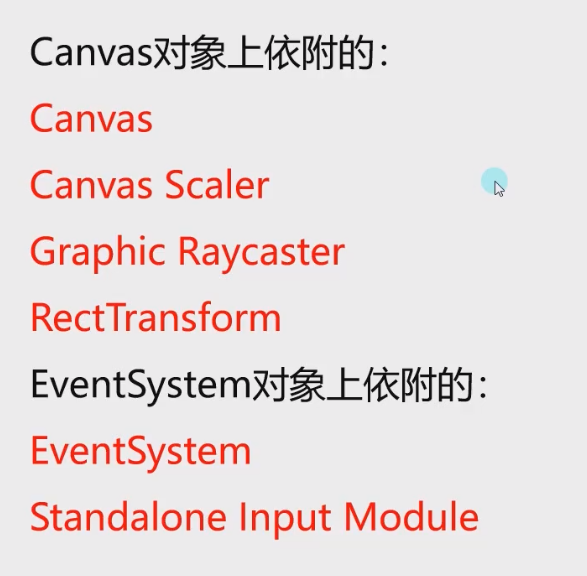 Canvas对象上依附的：
Canvas
Canvas Scaler
Graphic Raycaster
RectTransform
EventSystem对象上依附的：
EventSystem
Standalone Input Module